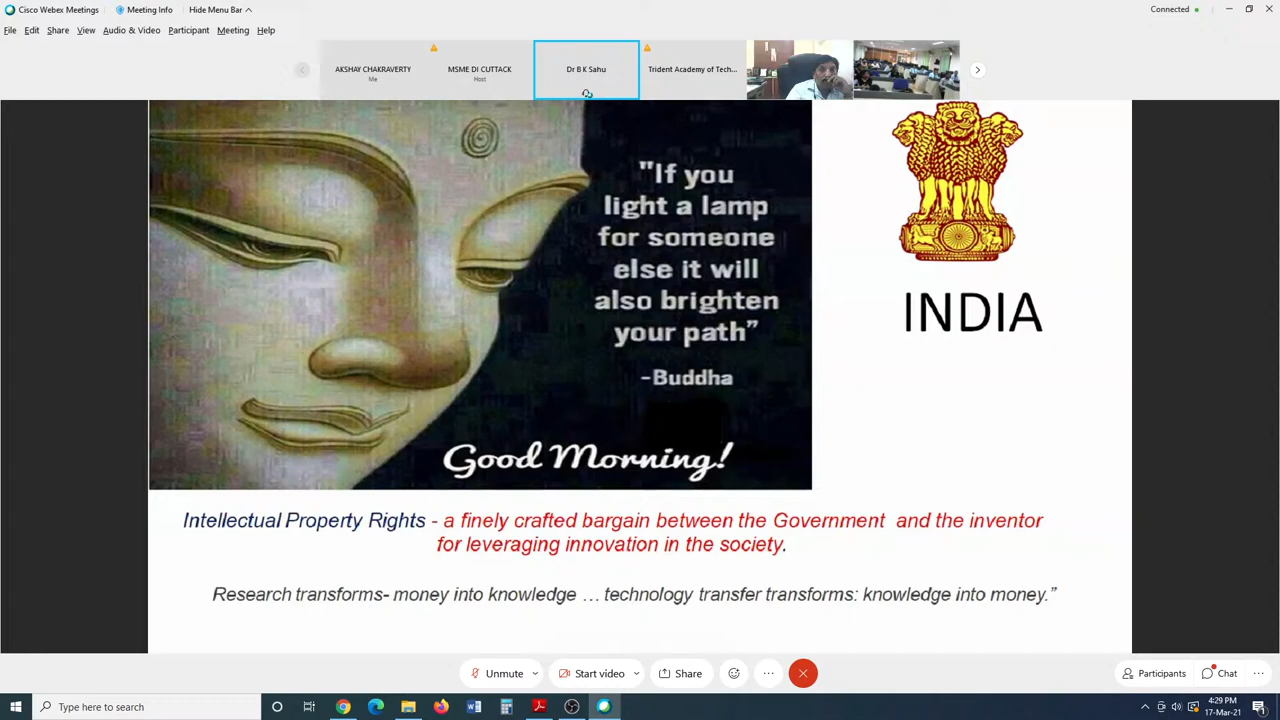 Cisco Webex Meetings Meeting Info Hide Menu Bar Connected
File Edit Share View Audio & Video Participant Meeting Help
AKSHAY CHAKRAVERTY
Me
MSME DI CUTTACK
Host
Dr B K Sahu
Trident Academy of Tech...
"If you
light a lamp
for someone
else it will
also brighten
your path”
-Buddha
Good Morning!
INDIA
Intellectual Property Rights - a finely crafted bargain between the Government and the inventor
for leveraging innovation in the society.
Research transforms- money into knowledge … technology transfer transforms: knowledge into money.”
Unmute Start video Share Participants Chat
Type here to search
4:29 PM
17-Mar-21